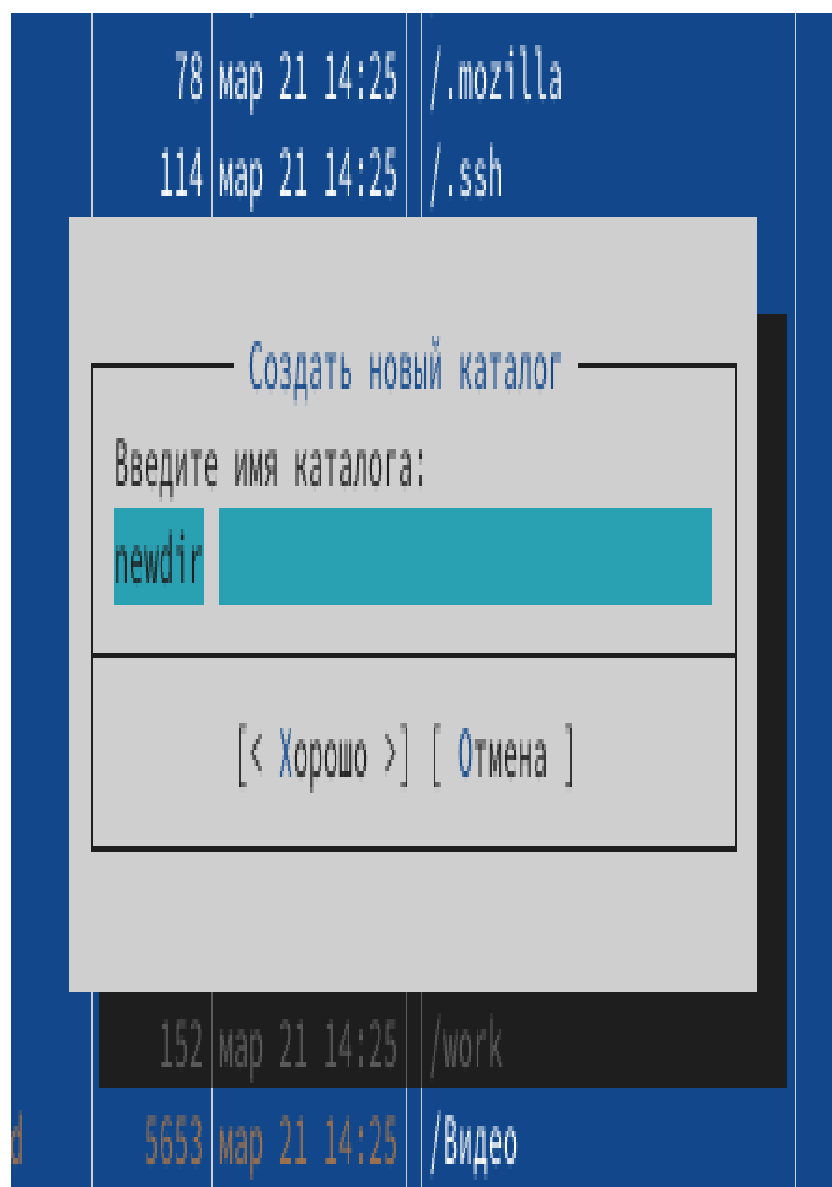 78 мар 21 14:25 /.mozilla
114 мар 21 14:25 /.ssh
Создать новый каталог
Введите имя каталога:
newdir
[< Хорошо >] [ Отмена ]
152 мар 21 14:25 /work
d 5653 мар 21 14:25 /Видео